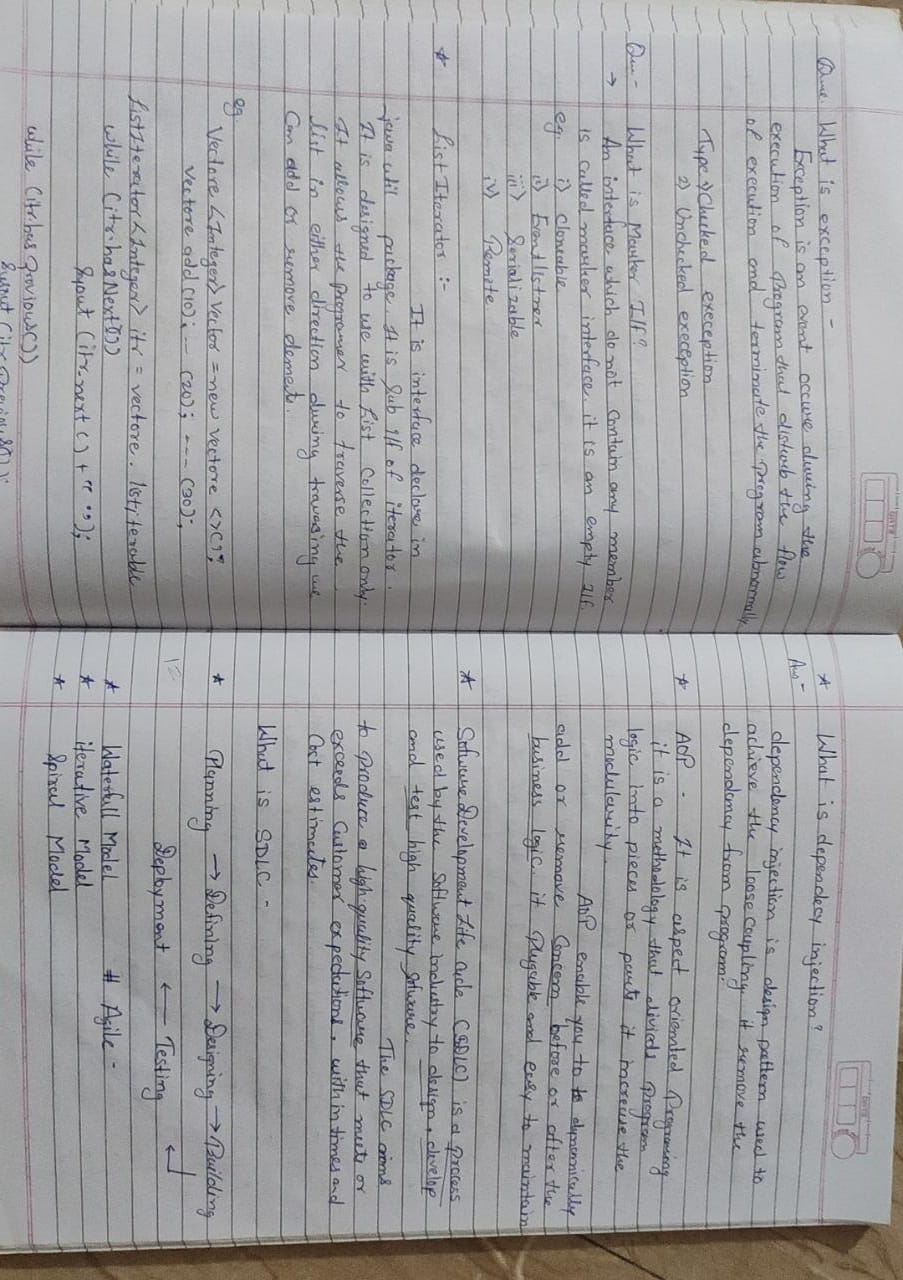 DATE
Que. What is exception -
Exception is an event occure during the
execution of Program that disturb the flow
of execution and terminate the program abnormally
Type 1) Checked exeception
2) Unchecked exeception
Que - What is Marker I/f?
→ An interface which do not contain any member
is called marker interface. it is an empty I/f.
eg. i) Cloneable
ii) Eventlistner
iii) Serializable
iv) Remote
* List Iterator :-
It is interface declare in
java util package. It is Sub I/f of iterator.
It is designed to use with List Collection only.
It allows the programer to traverse the
list in either direction during traversing we
Can add or remove element.
eg.
Vectore <Integer> Vector = new vectore <>();
Vectore add (10); — (20); --- (30);
ListIterator <Integer> itr = vectore. listiterable
while (itr.hasNext())
Syout (itr.next () + " ");
while (itr.has Previous())
Sysout (itr.Previous());
DATE
* What is dependecy injection?
Ans -
dependency injection is design pattern used to
achieve the loose coupling. it remove the
dependency from program.
* AOP - It is aspect oriented Programing
it is a methodology that divides Program
logic into pieces or parts it increase the
modularity.
AOP enable you to to dynamically
add or remove Concern before or after the
business logic. it Plugable and easy to maintain
* Sofware Development Life Cycle (SDLC) is a process
used by the Software industry to design, develop
and test high quality Sofware.
The SDLC aims
to Produce a high-quality Software that meets or
exceeds Customer expectations, within times and
Cost estimates.
What is SDLC -
* Planning → Defining → Designing → Building
12
Deployment ← Testing ↵
* Waterfall Model # Agile -
* iterative Model
* Spiral Model